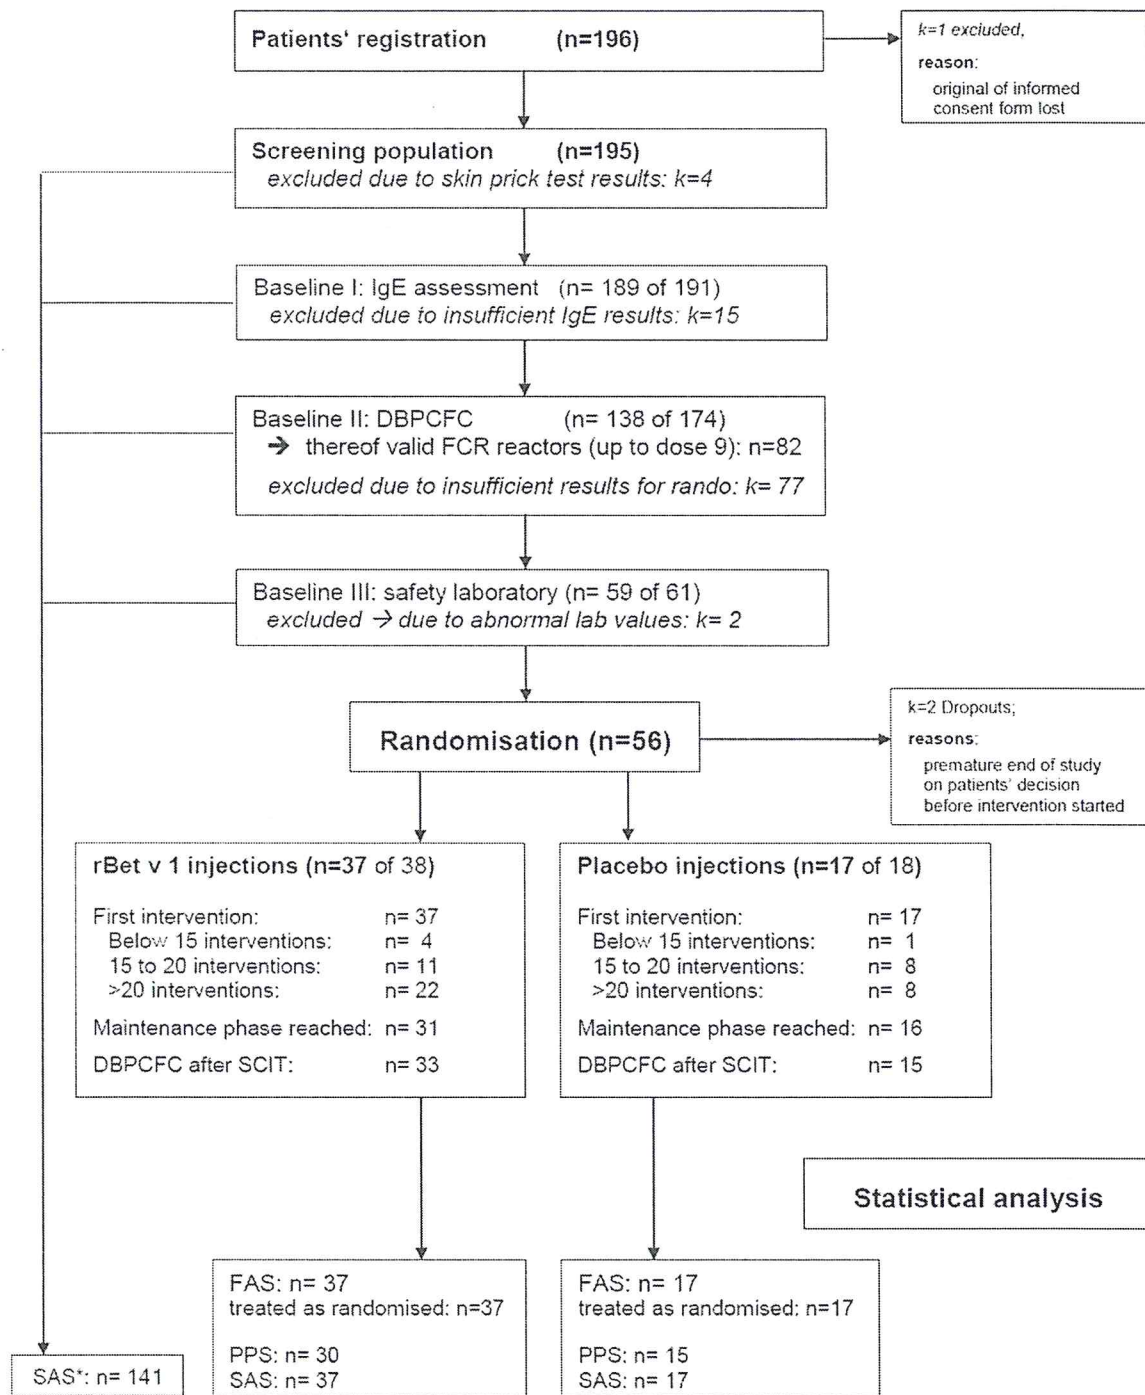 Patients' registration (n=196)
k=1 excluded,
reason:
original of informed
consent form lost
Screening population (n=195)
excluded due to skin prick test results: k=4
Baseline I: IgE assessment (n= 189 of 191)
excluded due to insufficient IgE results: k=15
Baseline II: DBPCFC (n= 138 of 174)
➔ thereof valid FCR reactors (up to dose 9): n=82
excluded due to insufficient results for rando: k= 77
Baseline III: safety laboratory (n= 59 of 61)
excluded → due to abnormal lab values: k= 2
Randomisation (n=56)
k=2 Dropouts;
reasons:
premature end of study
on patients' decision
before intervention started
rBet v 1 injections (n=37 of 38)
First intervention: n= 37
Below 15 interventions: n= 4
15 to 20 interventions: n= 11
>20 interventions: n= 22
Maintenance phase reached: n= 31
DBPCFC after SCIT: n= 33
Placebo injections (n=17 of 18)
First intervention: n= 17
Below 15 interventions: n= 1
15 to 20 interventions: n= 8
>20 interventions: n= 8
Maintenance phase reached: n= 16
DBPCFC after SCIT: n= 15
Statistical analysis
SAS*: n= 141
FAS: n= 37
treated as randomised: n=37
PPS: n= 30
SAS: n= 37
FAS: n= 17
treated as randomised: n=17
PPS: n= 15
SAS: n= 17